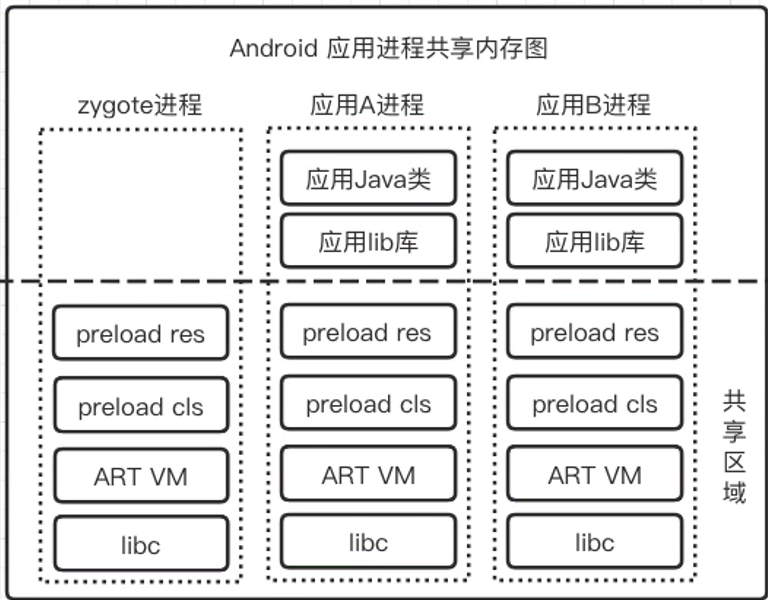 Android 应用进程共享内存图
zygote进程
应用A进程
应用B进程
应用Java类
应用Java类
应用lib库
应用lib库
preload res
preload res
preload res
preload cls
preload cls
preload cls
ART VM
ART VM
ART VM
libc
libc
libc
共享区域